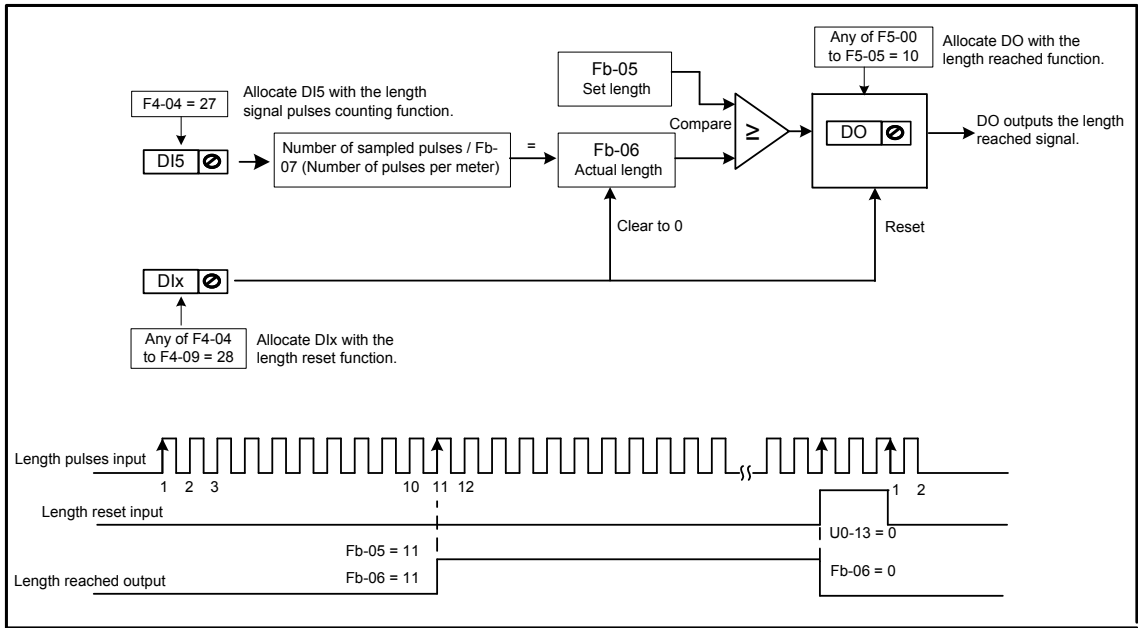 Any of F5-00
to F5-05 = 10
Allocate DO with the
length reached function.
F4-04 = 27
Allocate DI5 with the length
signal pulses counting function.
Fb-05
Set length
Compare
≥
DO
DO outputs the length
reached signal.
DI5
Number of sampled pulses / Fb-
07 (Number of pulses per meter)
=
Fb-06
Actual length
Clear to 0
Reset
DIx
Any of F4-04
to F4-09 = 28
Allocate DIx with the
length reset function.
Length pulses input
1 2 3 10 11 12 1 2
Length reset input
U0-13 = 0
Fb-05 = 11
Fb-06 = 11
Fb-06 = 0
Length reached output